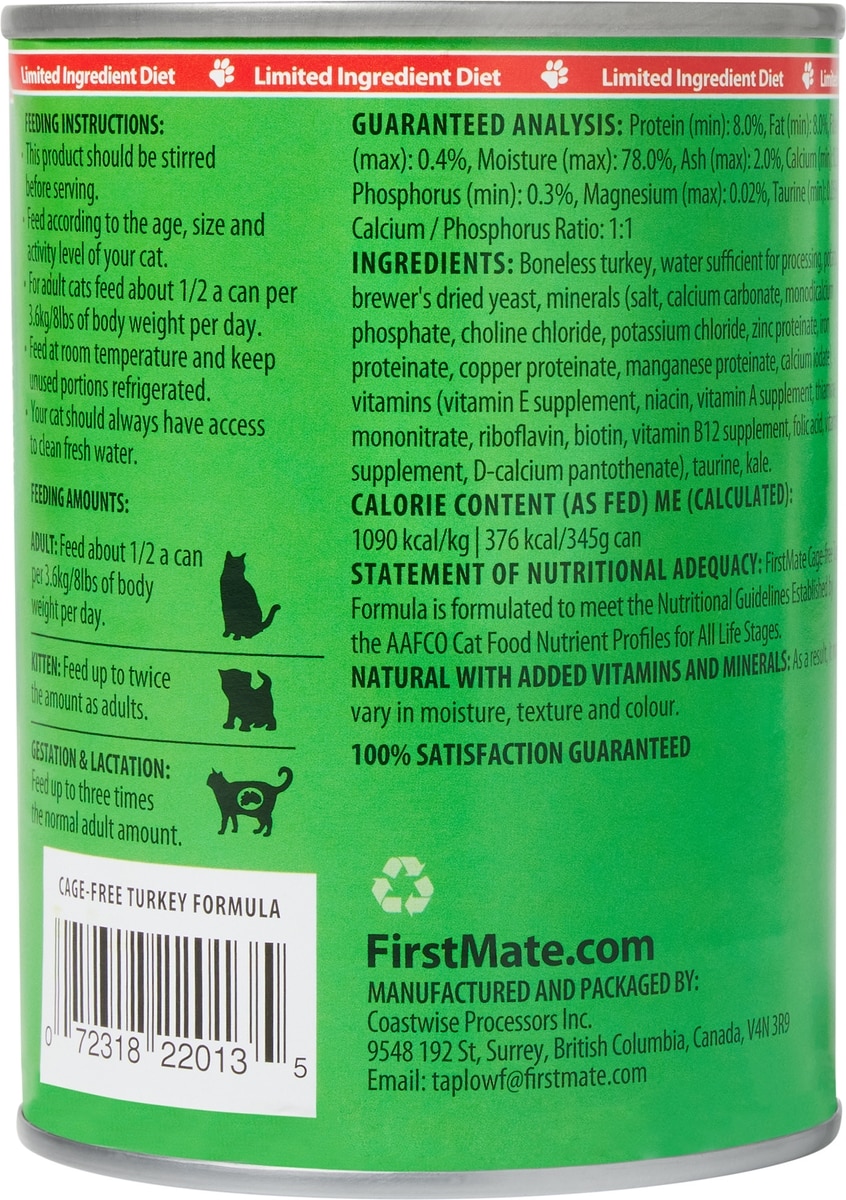 Limited Ingredient Diet Limited Ingredient Diet Limited Ingredient Diet
FEEDING INSTRUCTIONS:
· This product should be stirred
before serving.
· Feed according to the age, size and
activity level of your cat.
· For adult cats feed about 1/2 a can per
3.6kg/8lbs of body weight per day.
· Feed at room temperature and keep
unused portions refrigerated.
· Your cat should always have access
to clean fresh water.
FEEDING AMOUNTS:
ADULT: Feed about 1/2 a can
per 3.6kg/8lbs of body
weight per day.
KITTEN: Feed up to twice
the amount as adults.
GESTATION & LACTATION:
Feed up to three times
the normal adult amount.
CAGE-FREE TURKEY FORMULA
0 72318 22013 5
GUARANTEED ANALYSIS: Protein (min): 8.0%, Fat (min): 8.0%,
(max): 0.4%, Moisture (max): 78.0%, Ash (max): 2.0%, Calcium
Phosphorus (min): 0.3%, Magnesium (max): 0.02%, Taurine (min):
Calcium / Phosphorus Ratio: 1:1
INGREDIENTS: Boneless turkey, water sufficient for processing,
brewer's dried yeast, minerals (salt, calcium carbonate, monodicalcium
phosphate, choline chloride, potassium chloride, zinc proteinate, iron
proteinate, copper proteinate, manganese proteinate, calcium iodate
vitamins (vitamin E supplement, niacin, vitamin A supplement,
mononitrate, riboflavin, biotin, vitamin B12 supplement, folic acid,
supplement, D-calcium pantothenate), taurine, kale.
CALORIE CONTENT (AS FED) ME (CALCULATED):
1090 kcal/kg | 376 kcal/345g can
STATEMENT OF NUTRITIONAL ADEQUACY: FirstMate Cage-free
Formula is formulated to meet the Nutritional Guidelines Established by
the AAFCO Cat Food Nutrient Profiles for All Life Stages.
NATURAL WITH ADDED VITAMINS AND MINERALS: As a result,
vary in moisture, texture and colour.
100% SATISFACTION GUARANTEED
FirstMate.com
MANUFACTURED AND PACKAGED BY:
Coastwise Processors Inc.
9548 192 St, Surrey, British Columbia, Canada, V4N 3R9
Email: taplowf@firstmate.com